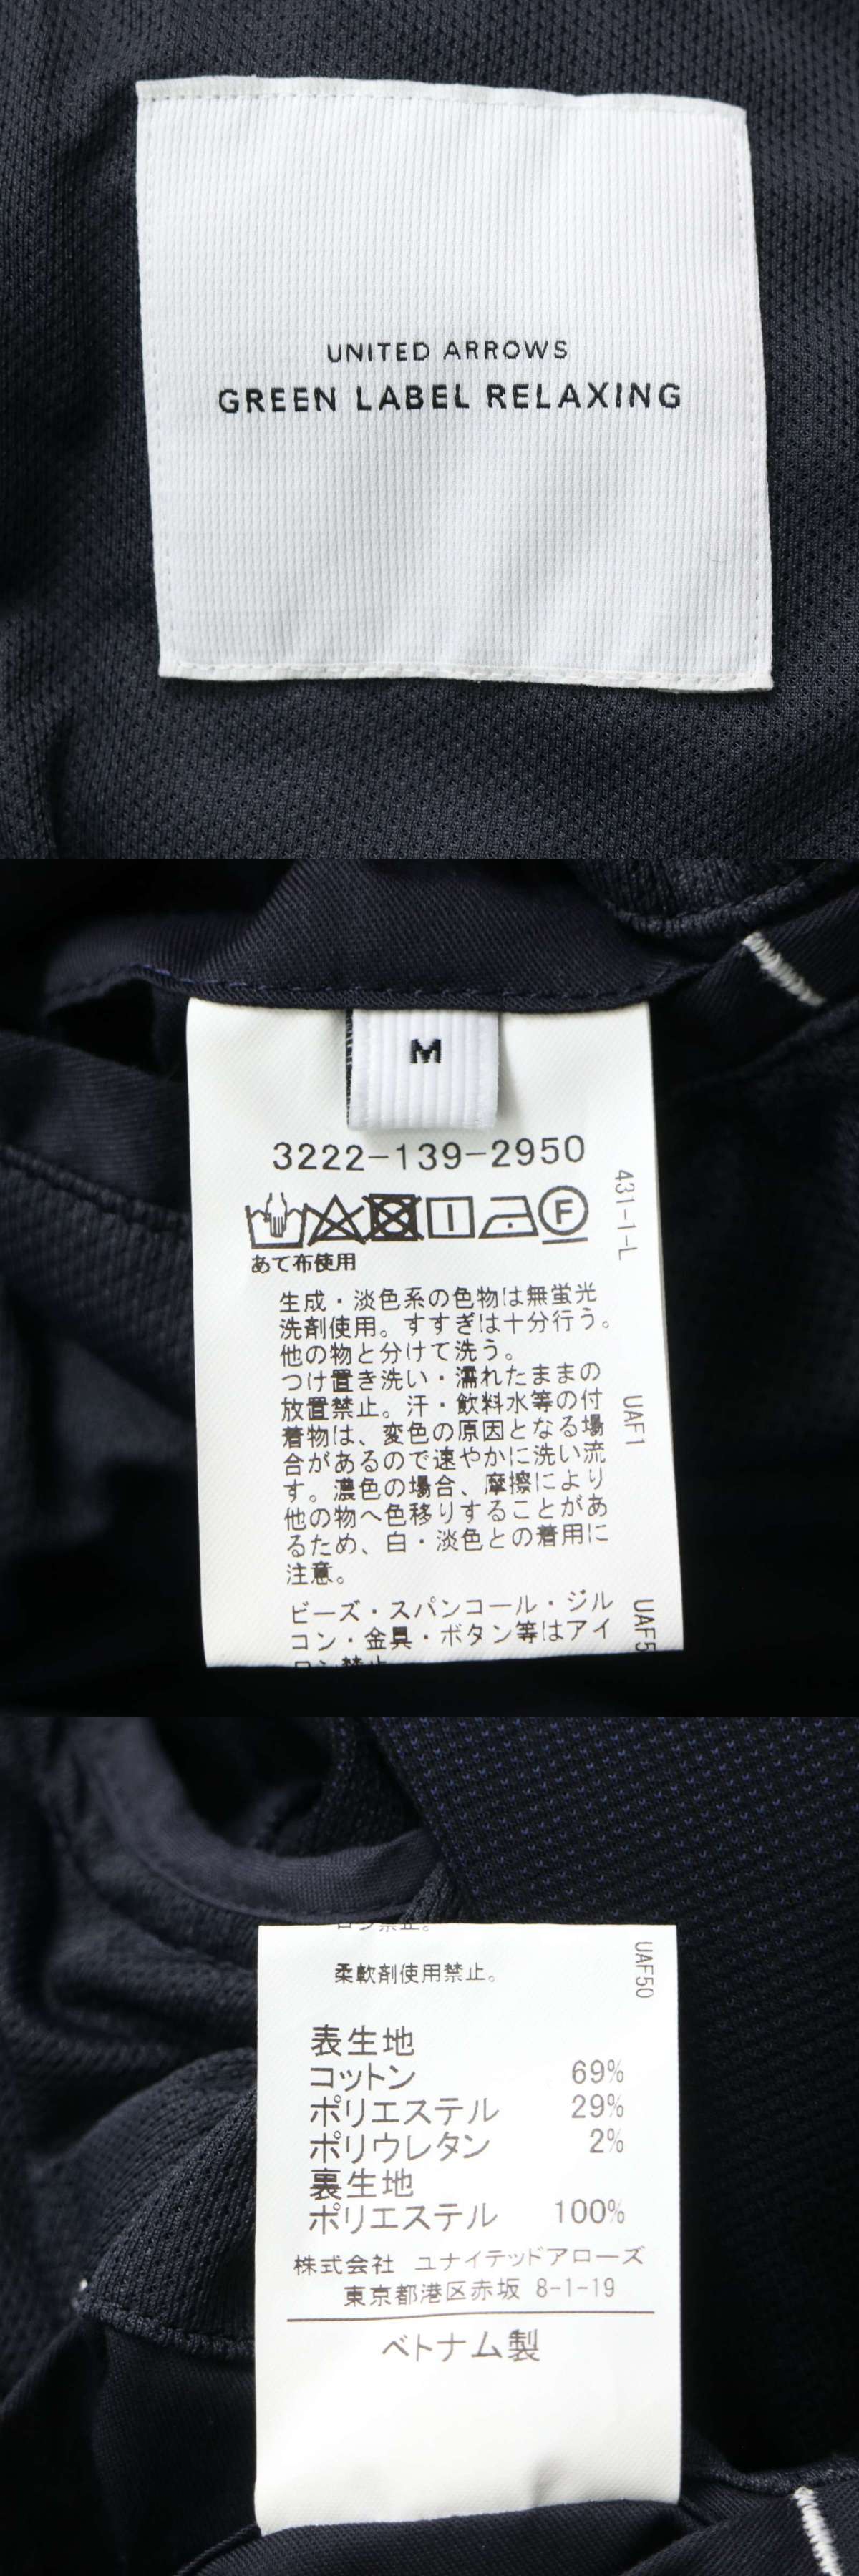 UNITED ARROWS
GREEN LABEL RELAXING
M
3222-139-2950
431-1-L
F
あて布使用
生成・淡色系の色物は無蛍光
洗剤使用。すすぎは十分行う。
他の物と分けて洗う。
つけ置き洗い・濡れたままの
放置禁止。汗・飲料水等の付
着物は、変色の原因となる場
合があるので速やかに洗い流
す。濃色の場合、摩擦により
他の物へ色移りすることがあ
るため、白・淡色との着用に
注意。
UAF1
ビーズ・スパンコール・ジル
コン・金具・ボタン等はアイ
ロン禁止
UAF5
ロン禁止。
柔軟剤使用禁止。
UAF50
表生地
コットン 69%
ポリエステル 29%
ポリウレタン 2%
裏生地
ポリエステル 100%
株式会社 ユナイテッドアローズ
東京都港区赤坂 8-1-19
ベトナム製